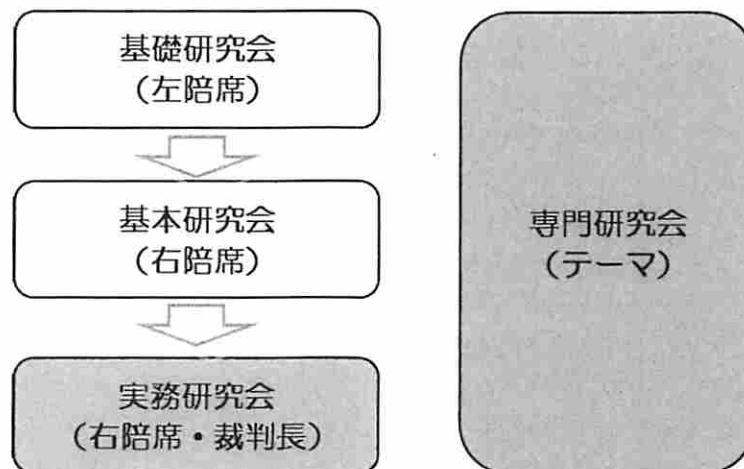 基礎研究会
(左陪席)
基本研究会
(右陪席)
実務研究会
(右陪席・裁判長)
専門研究会
(テーマ)